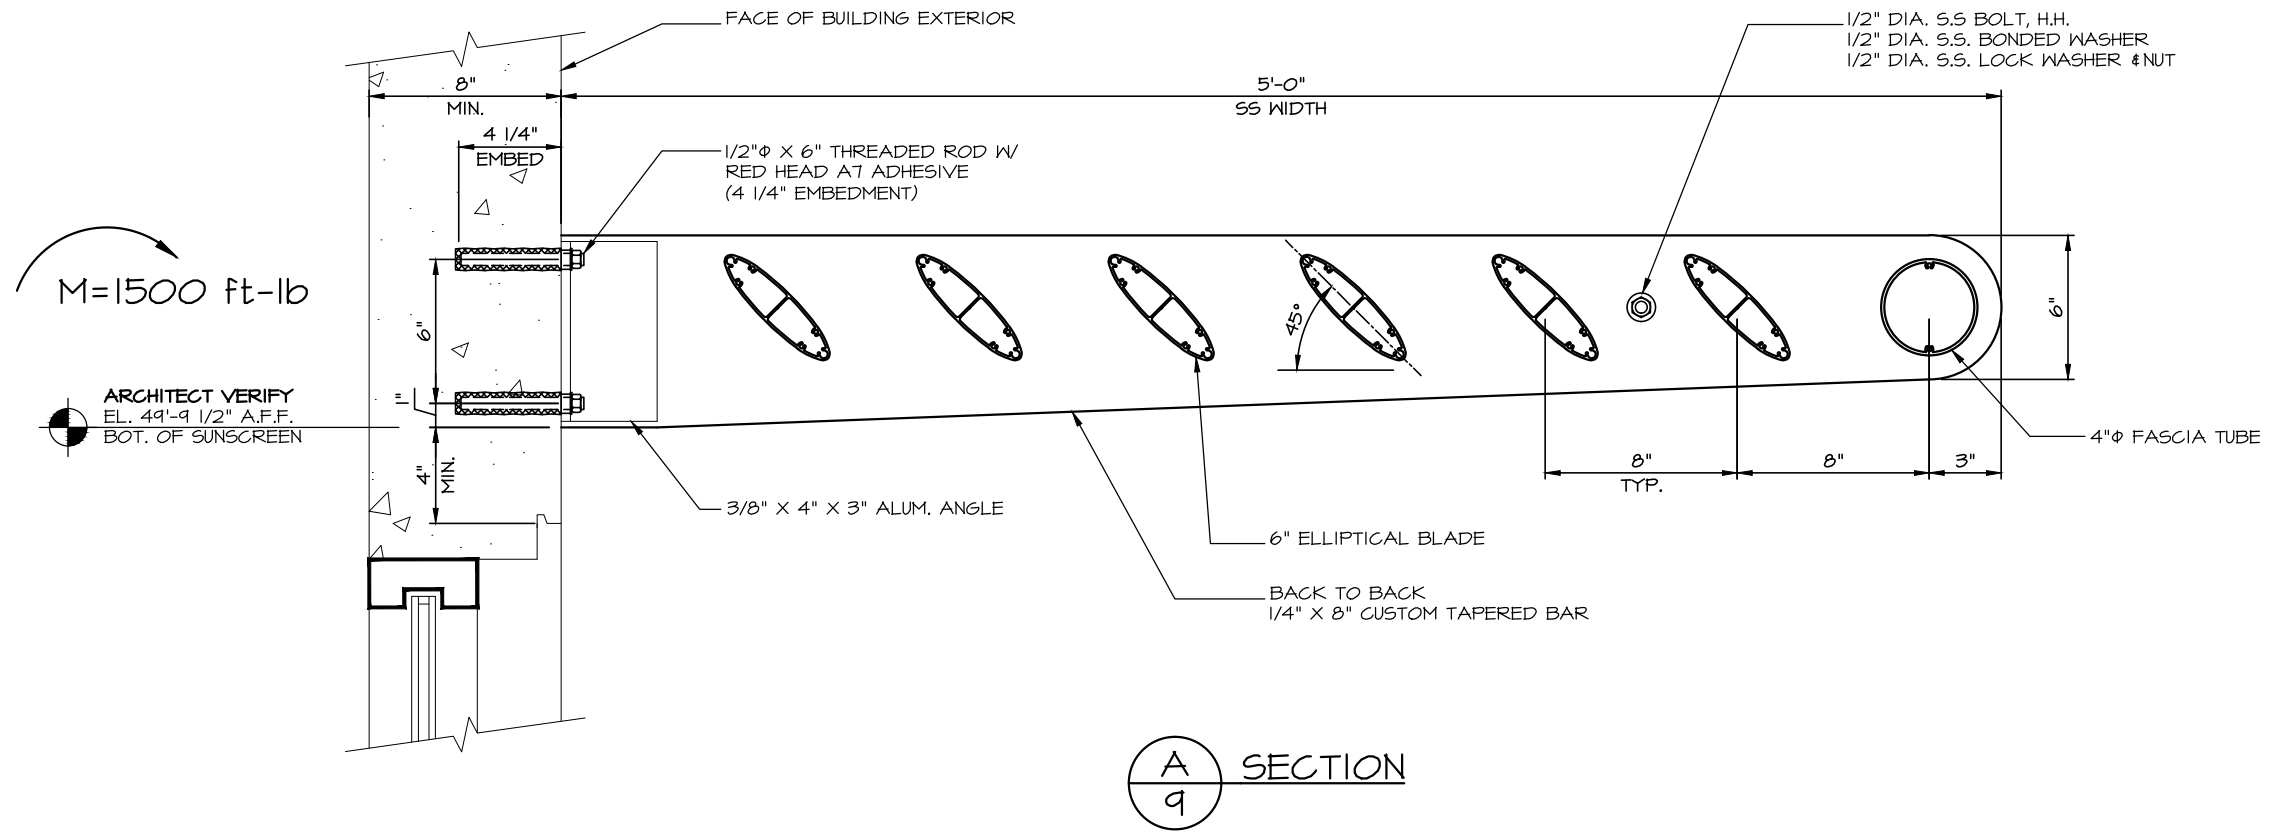 FACE OF BUILDING EXTERIOR
1/2" DIA. S.S BOLT, H.H.
1/2" DIA. S.S. BONDED WASHER
1/2" DIA. S.S. LOCK WASHER & NUT
8"
MIN.
5'-0"
SS WIDTH
4 1/4"
EMBED
1/2"Φ X 6" THREADED ROD W/
RED HEAD A7 ADHESIVE
(4 1/4" EMBEDMENT)
M=1500 ft-lb
6"
45°
6"
1"
ARCHITECT VERIFY
EL. 49'-9 1/2" A.F.F.
BOT. OF SUNSCREEN
4"
MIN.
4"Φ FASCIA TUBE
8"
TYP.
8"
3"
3/8" X 4" X 3" ALUM. ANGLE
6" ELLIPTICAL BLADE
BACK TO BACK
1/4" X 8" CUSTOM TAPERED BAR
A
9
SECTION